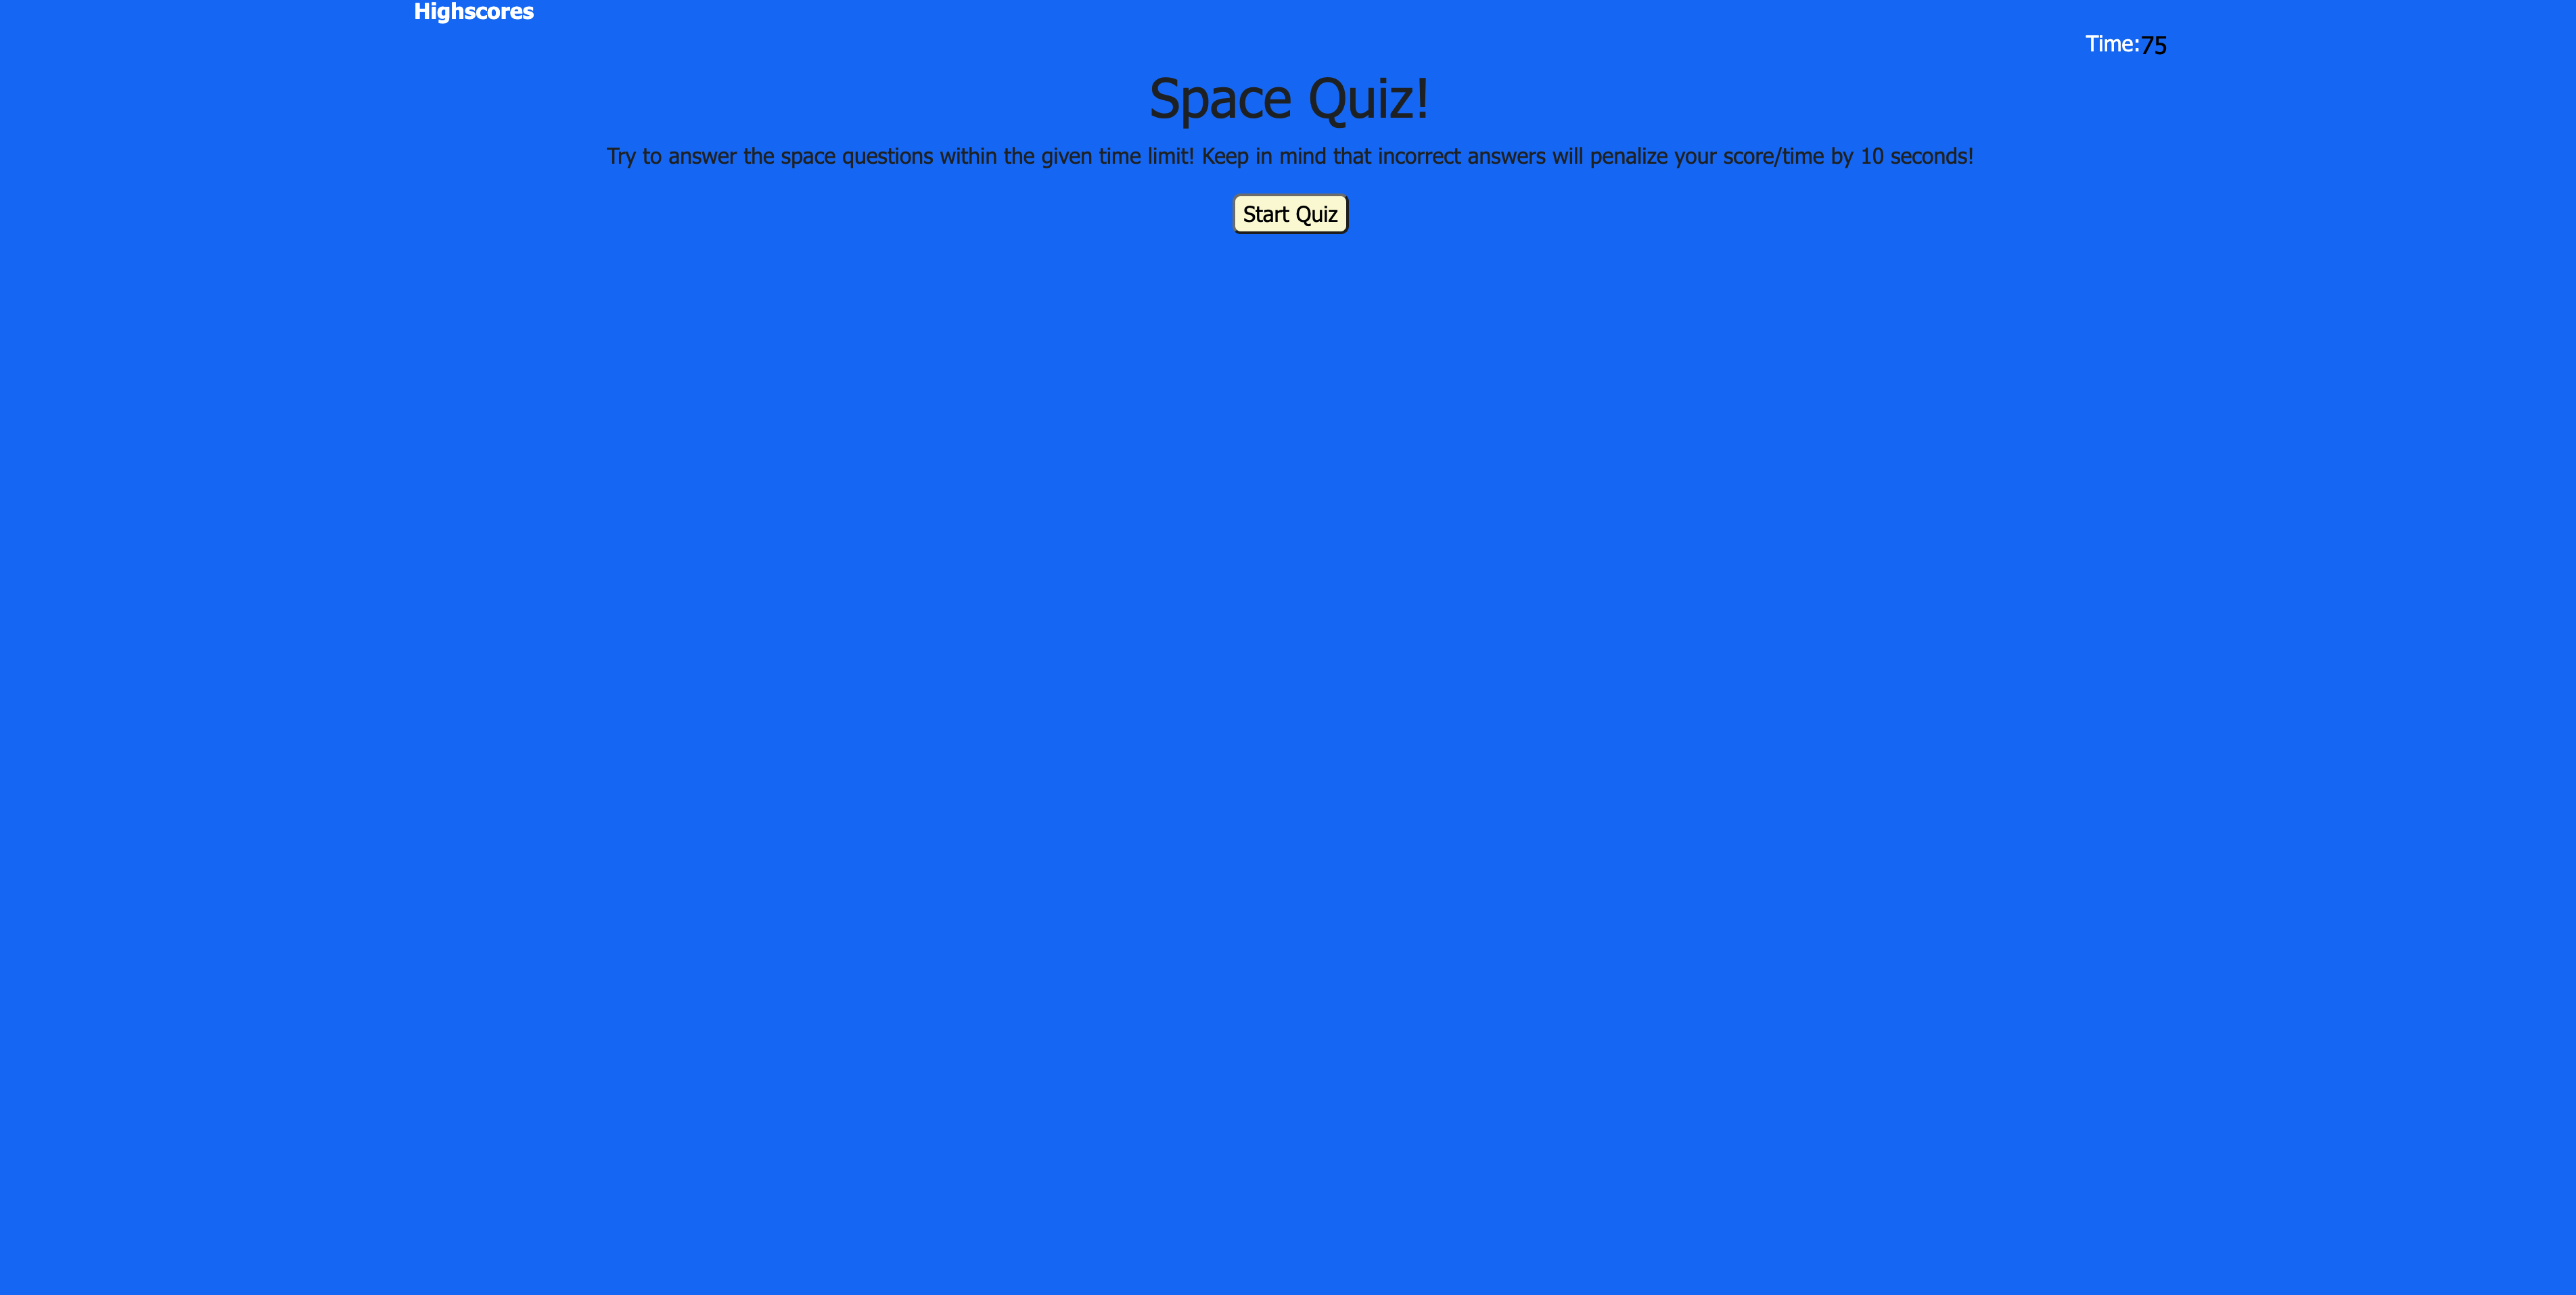 Highscores
Time:75
Space Quiz!
Try to answer the space questions within the given time limit! Keep in mind that incorrect answers will penalize your score/time by 10 seconds!
Start Quiz